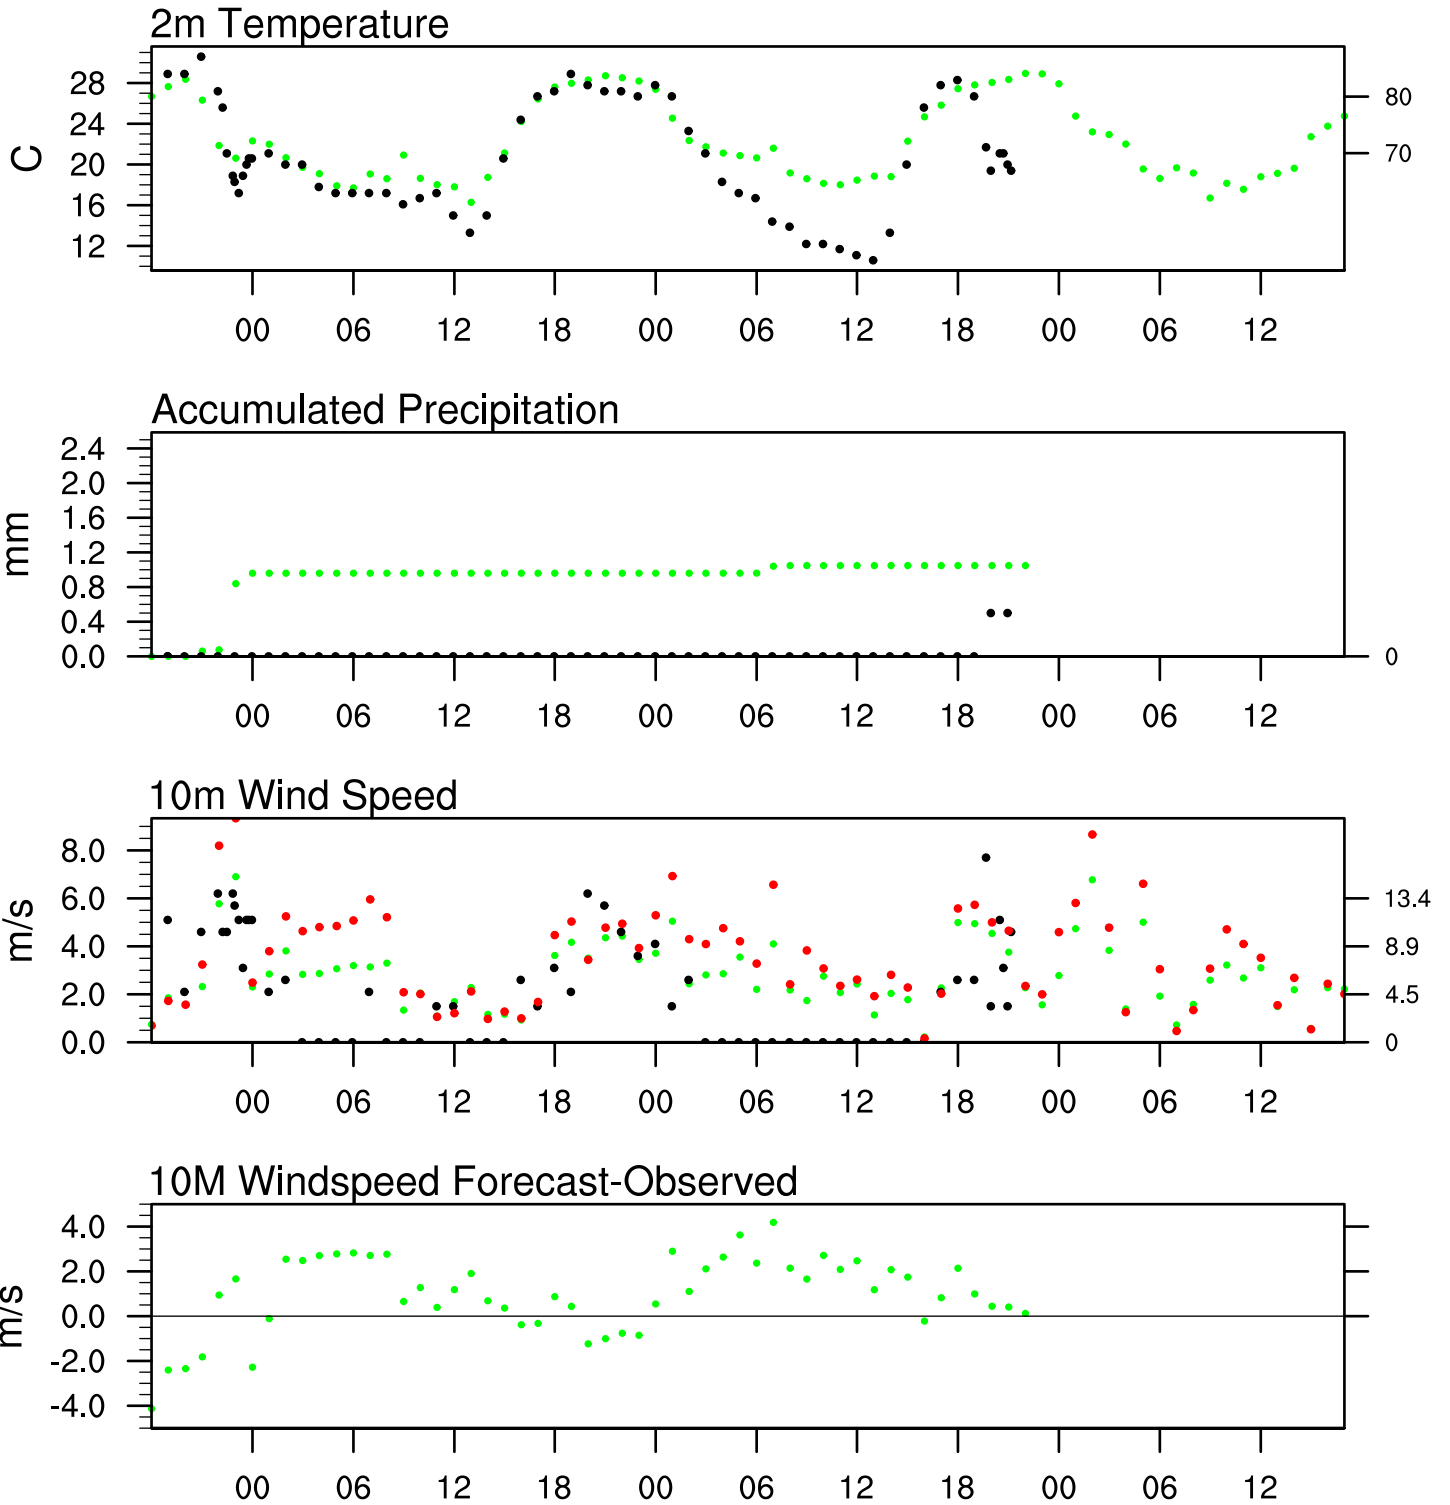 2m Temperature
28
24
20
16
12
C
80
70
00 06 12 18 00 06 12 18 00 06 12
Accumulated Precipitation
2.4
2.0
1.6
1.2
0.8
0.4
0.0
mm
0
00 06 12 18 00 06 12 18 00 06 12
10m Wind Speed
8.0
6.0
4.0
2.0
0.0
m/s
13.4
8.9
4.5
0
00 06 12 18 00 06 12 18 00 06 12
10M Windspeed Forecast-Observed
4.0
2.0
0.0
-2.0
-4.0
m/s
00 06 12 18 00 06 12 18 00 06 12